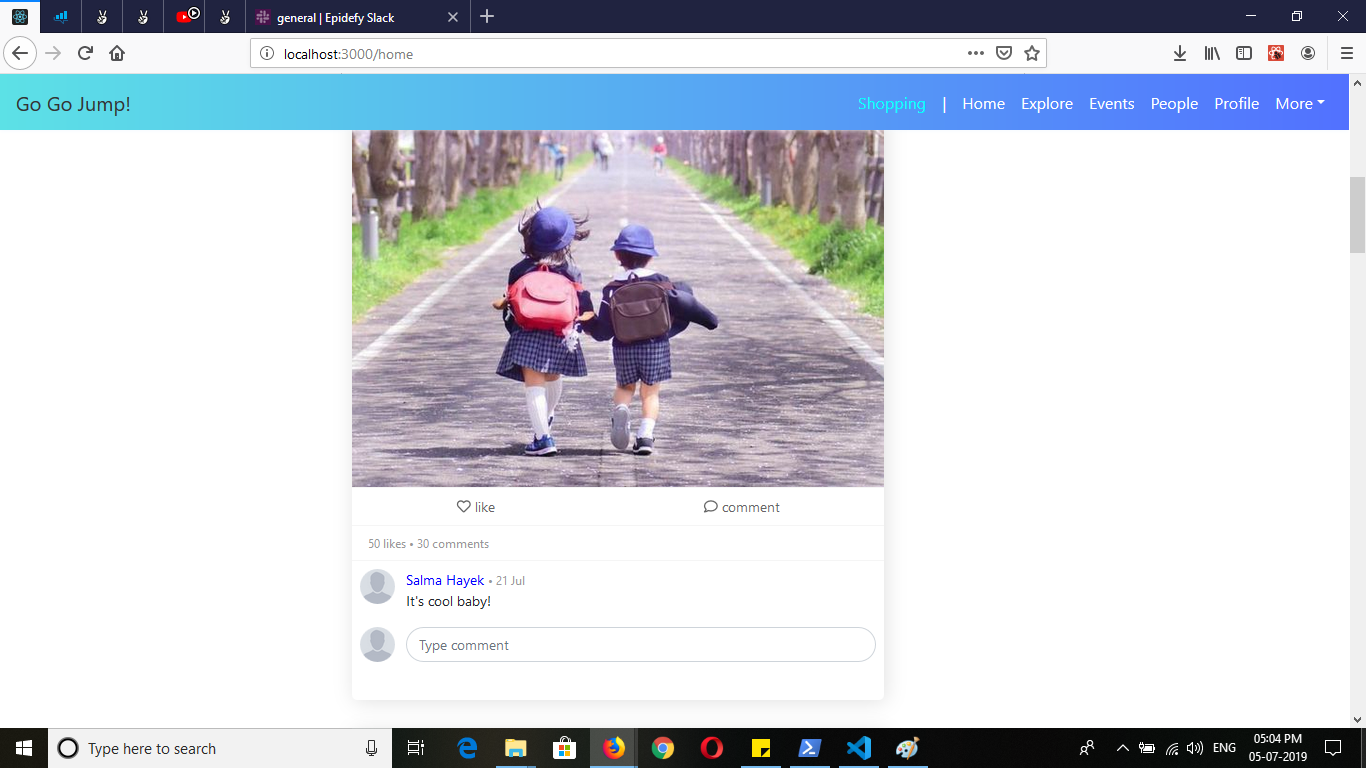 general | Epidefy Slack
localhost:3000/home
Go Go Jump!
Shopping | Home Explore Events People Profile More
like comment
50 likes • 30 comments
Salma Hayek • 21 Jul
It's cool baby!
Type comment
Type here to search
ENG
05:04 PM
05-07-2019